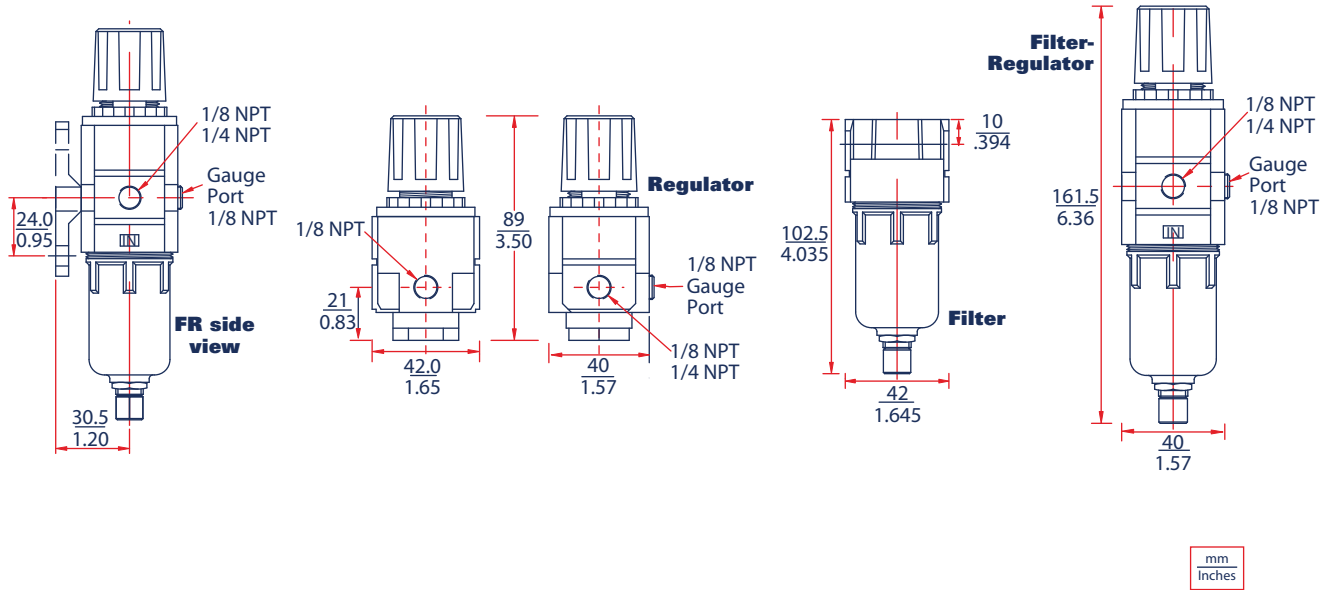 1/8 NPT
1/4 NPT
Gauge
Port
1/8 NPT
24.0
0.95
IN
FR side
view
30.5
1.20
1/8 NPT
21
0.83
42.0
1.65
89
3.50
Regulator
1/8 NPT
Gauge
Port
1/8 NPT
1/4 NPT
40
1.57
10
.394
102.5
4.035
Filter
42
1.645
Filter-
Regulator
1/8 NPT
1/4 NPT
Gauge
Port
1/8 NPT
161.5
6.36
IN
40
1.57
mm
Inches